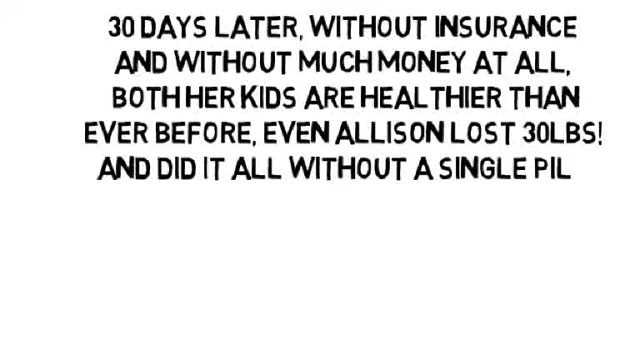 30 DAYS LATER, WITHOUT INSURANCE
AND WITHOUT MUCH MONEY AT ALL,
BOTH HER KIDS ARE HEALTHIER THAN
EVER BEFORE, EVEN ALLISON LOST 30LBS!
AND DID IT ALL WITHOUT A SINGLE PIL